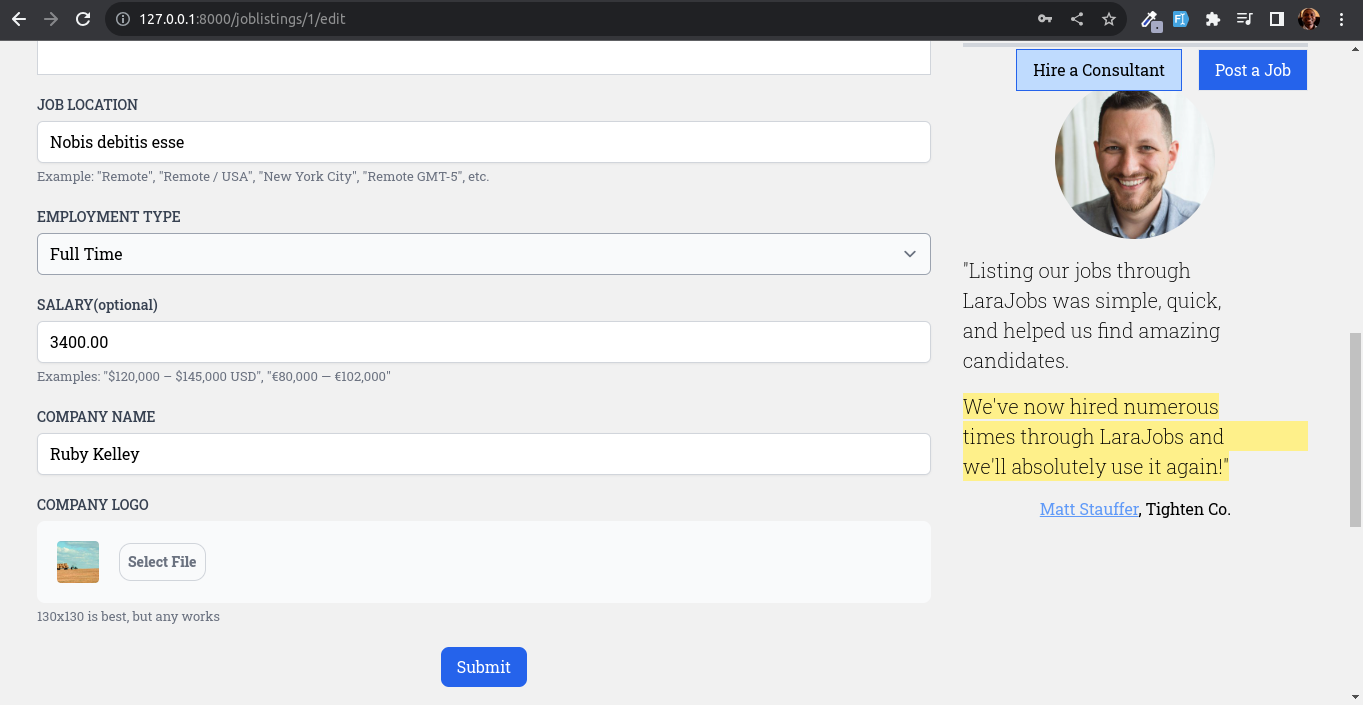 127.0.0.1:8000/joblistings/1/edit
Hire a Consultant
Post a Job
JOB LOCATION
Nobis debitis esse
Example: "Remote", "Remote / USA", "New York City", "Remote GMT-5", etc.
EMPLOYMENT TYPE
Full Time
SALARY(optional)
3400.00
Examples: "$120,000 – $145,000 USD", "€80,000 — €102,000"
COMPANY NAME
Ruby Kelley
COMPANY LOGO
Select File
130x130 is best, but any works
Submit
"Listing our jobs through
LaraJobs was simple, quick,
and helped us find amazing
candidates.
We've now hired numerous
times through LaraJobs and
we'll absolutely use it again!"
Matt Stauffer, Tighten Co.